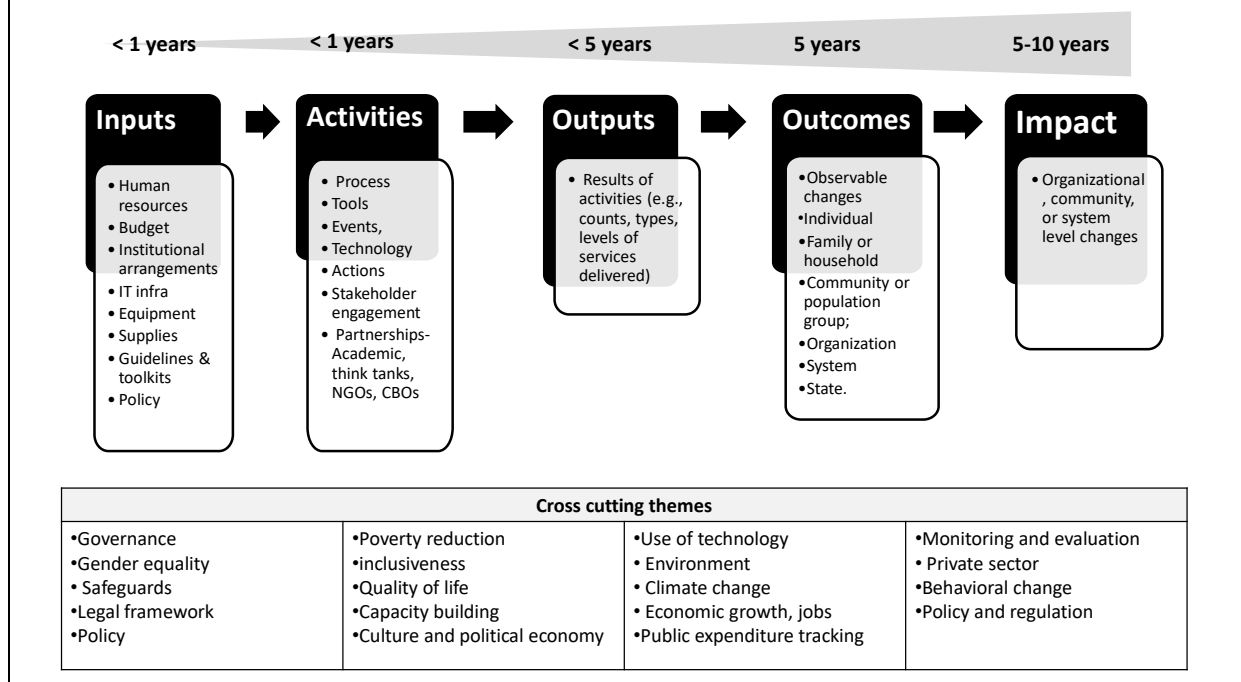 < 1 years
< 1 years
< 5 years
5 years
5-10 years
Inputs
• Human
resources
• Budget
• Institutional
arrangements
• IT infra
• Equipment
• Supplies
• Guidelines &
toolkits
• Policy
Activities
• Process
• Tools
• Events,
• Technology
• Actions
• Stakeholder
engagement
• Partnerships-
Academic,
think tanks,
NGOs, CBOs
Outputs
• Results of
activities (e.g.,
counts, types,
levels of
services
delivered)
Outcomes
•Observable
changes
•Individual
•Family or
household
•Community or
population
group;
•Organization
•System
•State.
Impact
• Organizational
, community,
or system
level changes
Cross cutting themes
•Governance
•Gender equality
• Safeguards
•Legal framework
•Policy
•Poverty reduction
•inclusiveness
•Quality of life
•Capacity building
•Culture and political economy
•Use of technology
• Environment
• Climate change
• Economic growth, jobs
•Public expenditure tracking
•Monitoring and evaluation
• Private sector
•Behavioral change
•Policy and regulation